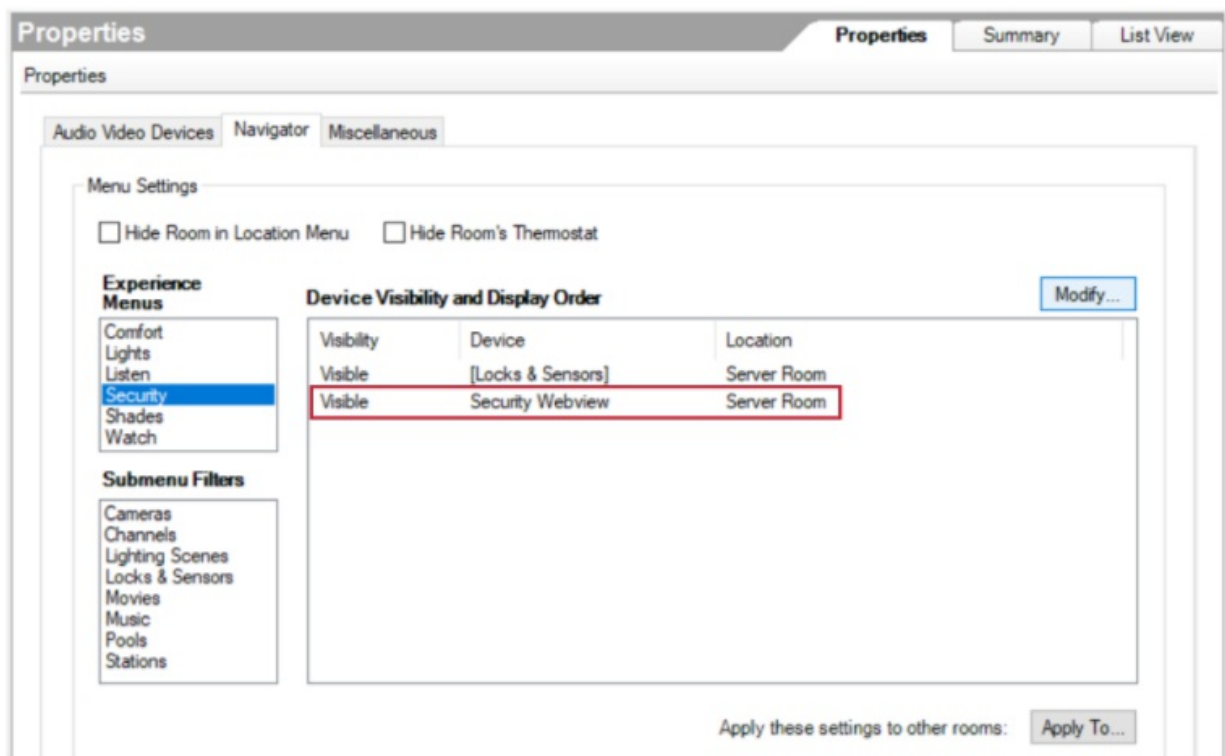 Properties Properties Summary List View
Properties
Audio Video Devices Navigator Miscellaneous
Menu Settings
Hide Room in Location Menu Hide Room's Thermostat
Experience
Menus
Device Visibility and Display Order
Modify...
Comfort
Lights
Listen
Security
Shades
Watch
Visibility Device Location
Visible [Locks & Sensors] Server Room
Visible Security Webview Server Room
Submenu Filters
Cameras
Channels
Lighting Scenes
Locks & Sensors
Movies
Music
Pools
Stations
Apply these settings to other rooms: Apply To...